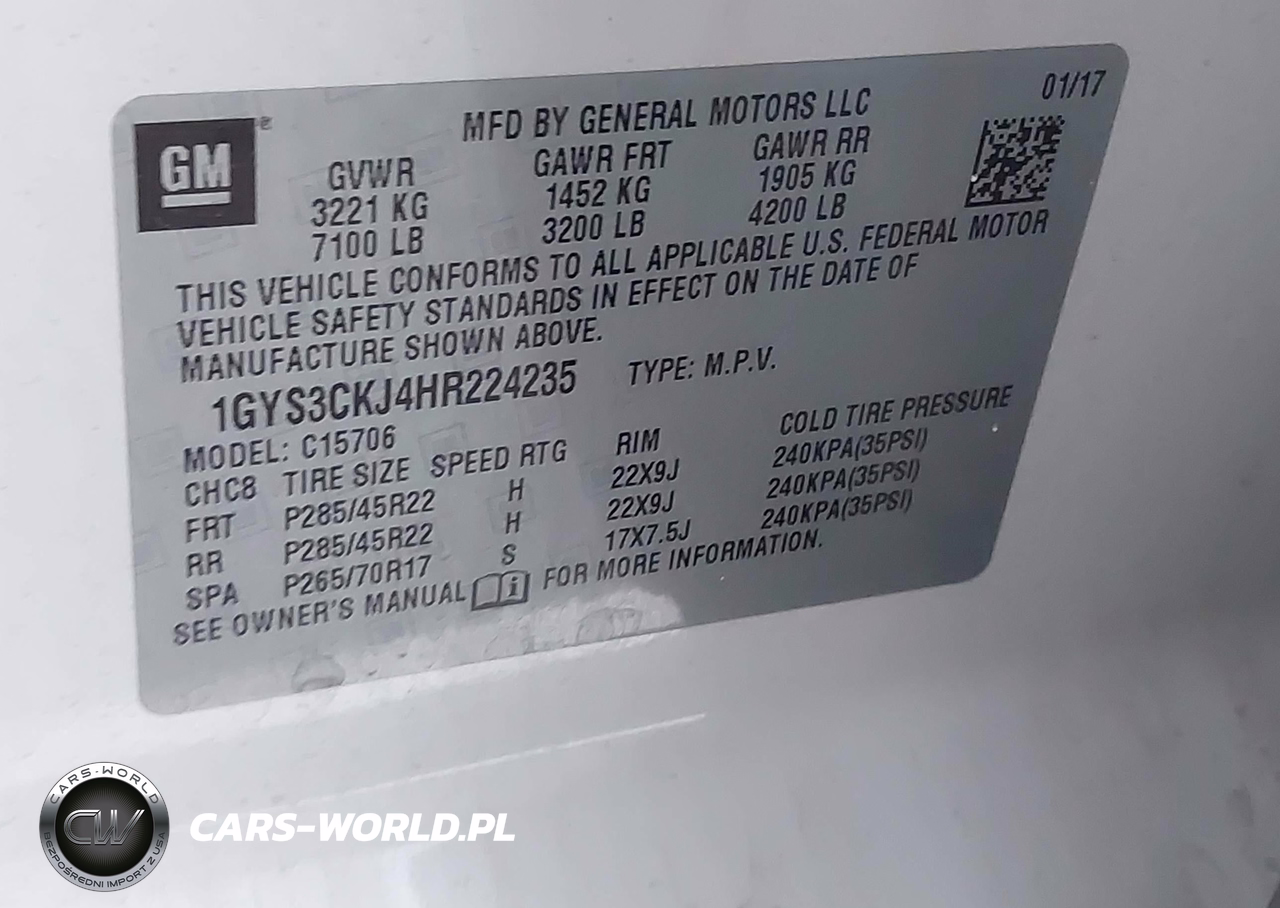 01/17
GM®
MFD BY GENERAL MOTORS LLC
GVWR GAWR FRT GAWR RR
3221 KG 1452 KG 1905 KG
7100 LB 3200 LB 4200 LB
THIS VEHICLE CONFORMS TO ALL APPLICABLE U.S. FEDERAL MOTOR
VEHICLE SAFETY STANDARDS IN EFFECT ON THE DATE OF
MANUFACTURE SHOWN ABOVE.
1GYS3CKJ4HR224235 TYPE: M.P.V.
MODEL: C15706
CHC8 TIRE SIZE SPEED RTG RIM COLD TIRE PRESSURE
FRT P285/45R22 H 22X9J 240KPA(35PSI)
RR P285/45R22 H 22X9J 240KPA(35PSI)
SPA P265/70R17 S 17X7.5J 240KPA(35PSI)
SEE OWNER'S MANUAL i FOR MORE INFORMATION.
CARS-WORLD
CW
BEZPOŚREDNI IMPORT Z USA
CARS-WORLD.PL